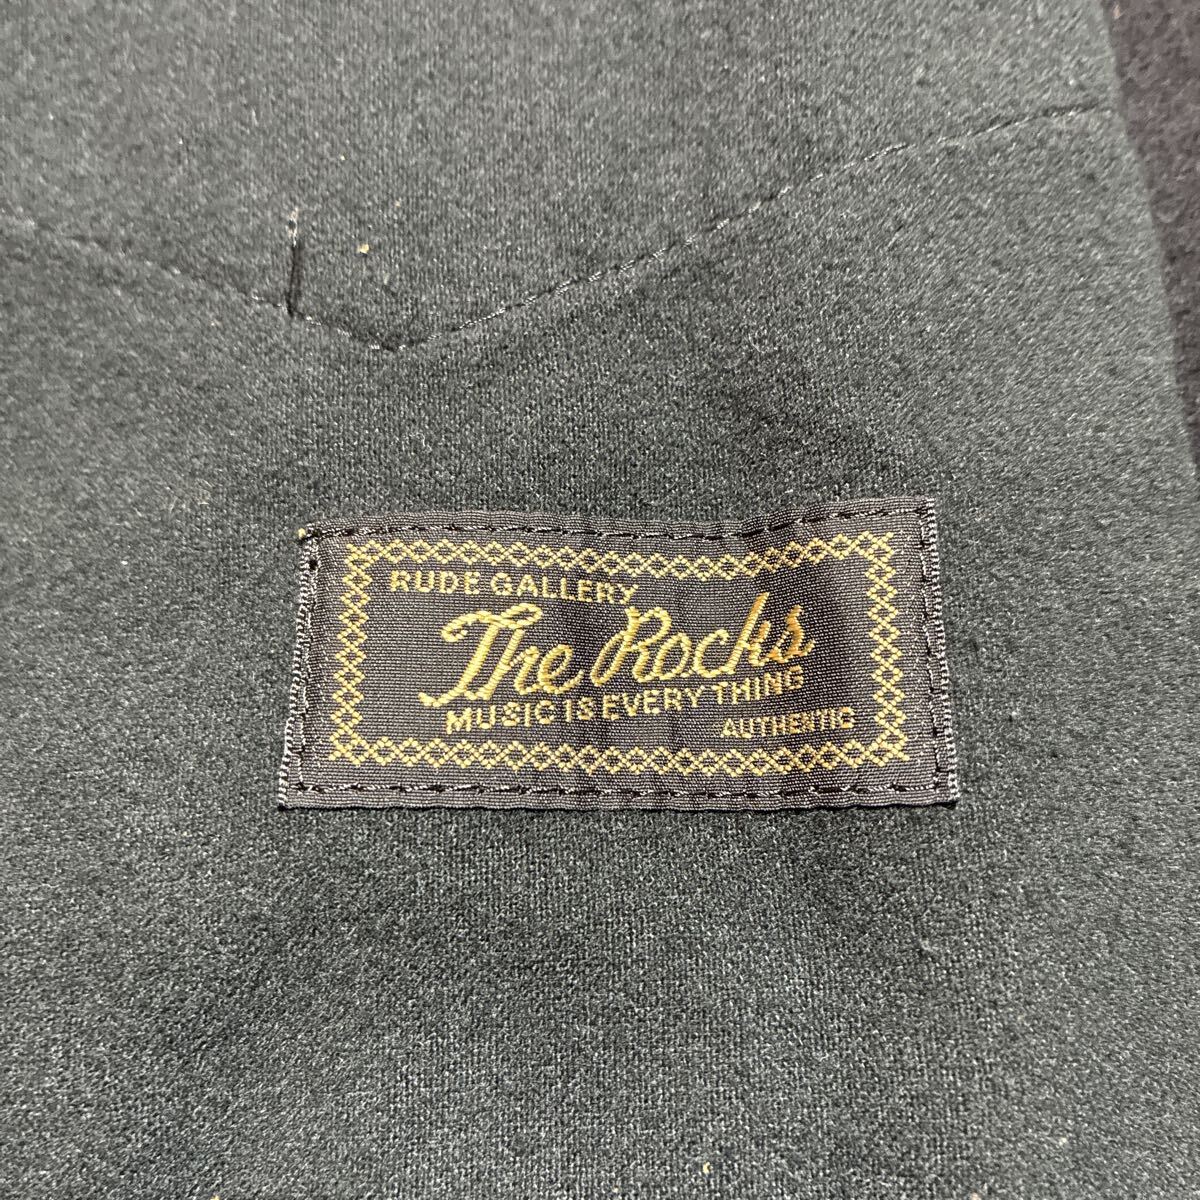 RUDE GALLERY
The Rocks
MUSIC IS EVERY THING
AUTHENTIC